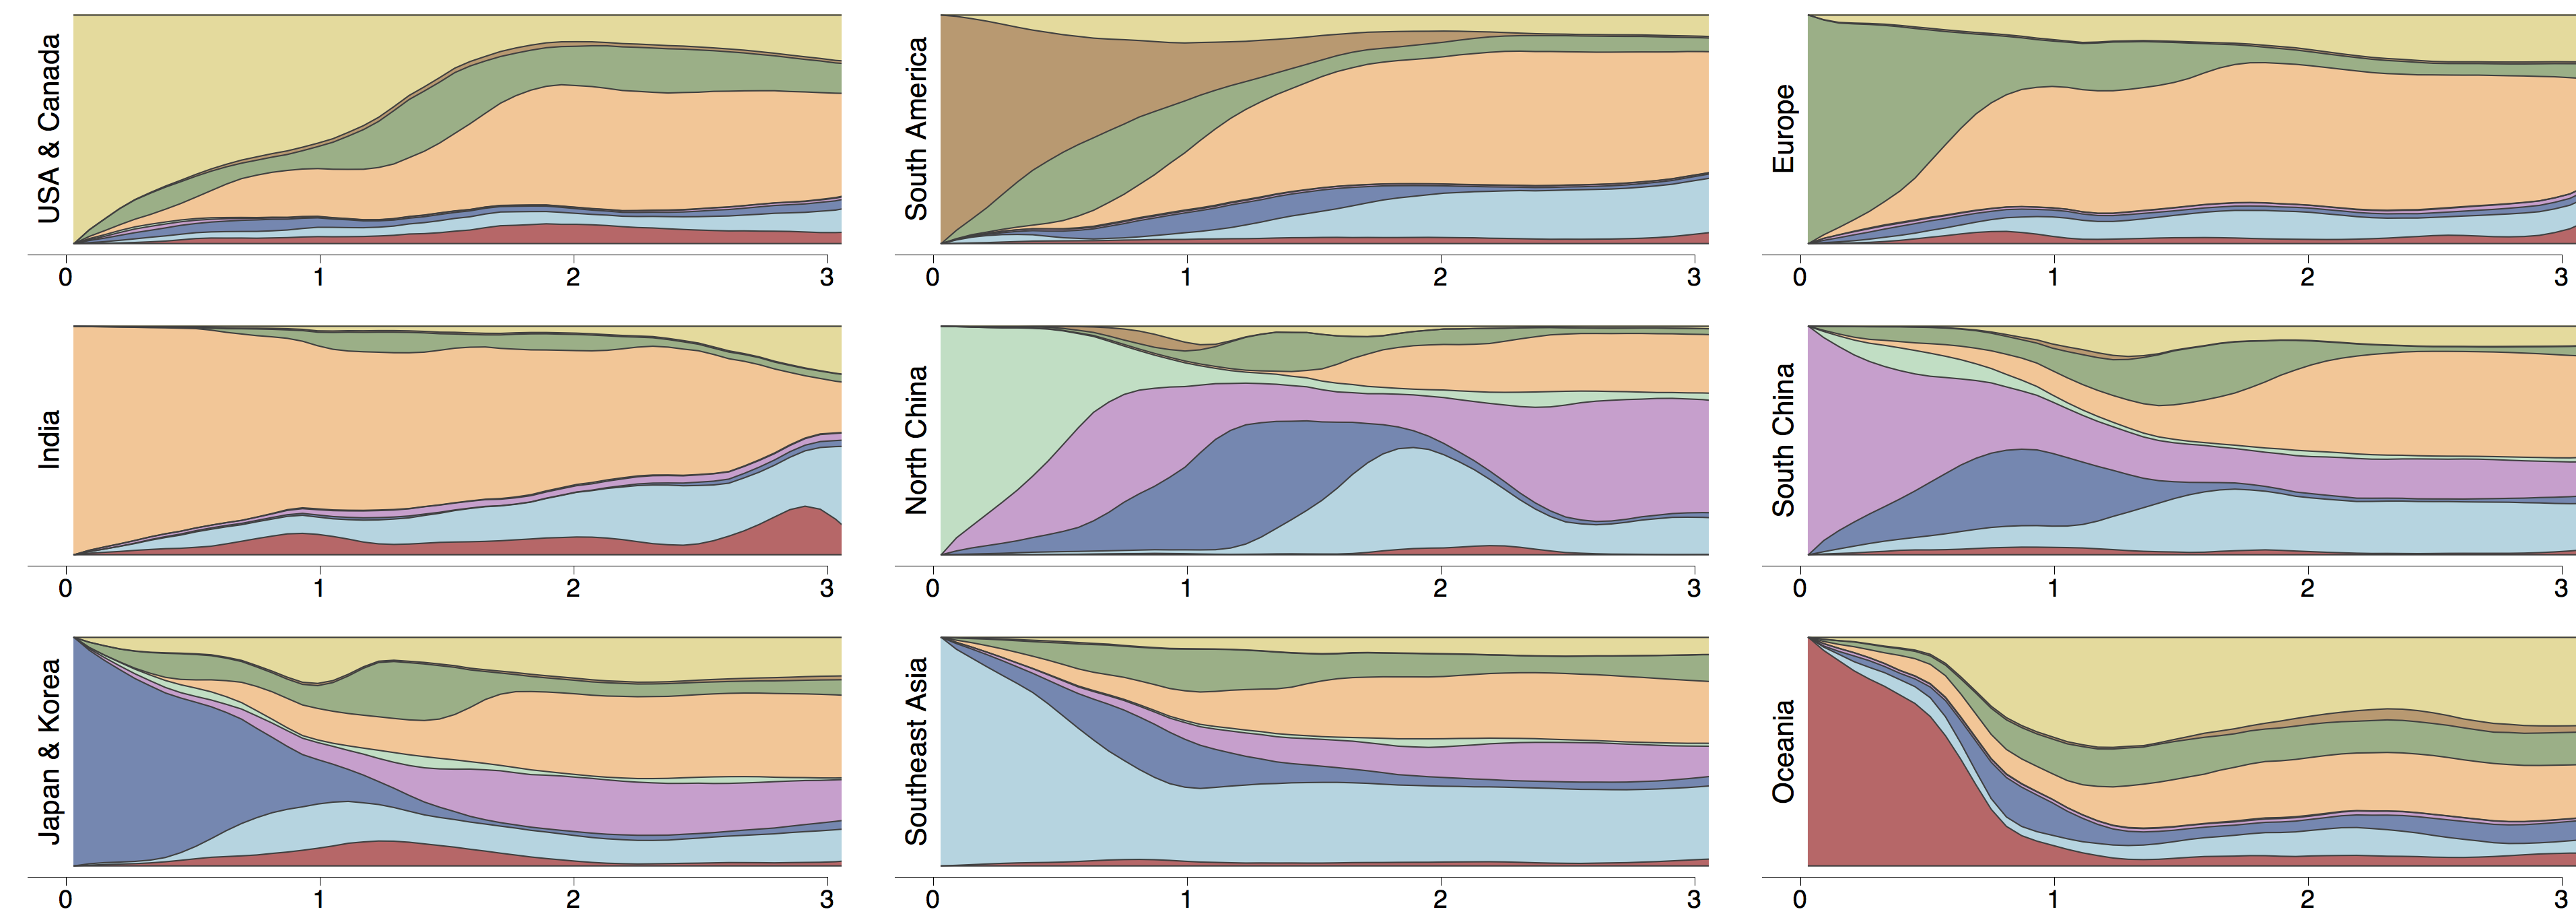 USA & Canada
0 1 2 3
South America
0 1 2 3
Europe
0 1 2 3
India
0 1 2 3
North China
0 1 2 3
South China
0 1 2 3
Japan & Korea
0 1 2 3
Southeast Asia
0 1 2 3
Oceania
0 1 2 3